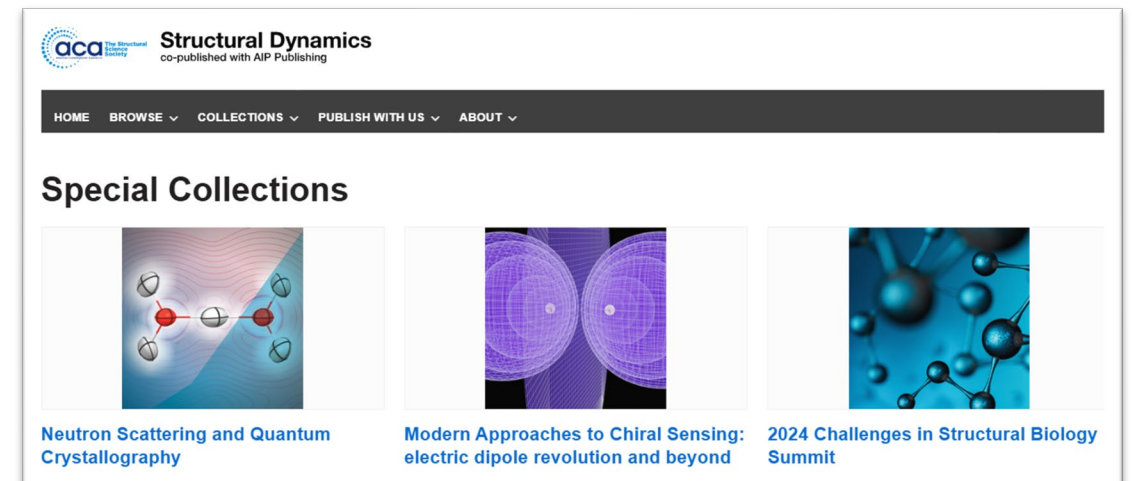 aca The Structural Science Society
Structural Dynamics
co-published with AIP Publishing
HOME BROWSE COLLECTIONS PUBLISH WITH US ABOUT
Special Collections
Neutron Scattering and Quantum Crystallography
Modern Approaches to Chiral Sensing: electric dipole revolution and beyond
2024 Challenges in Structural Biology Summit